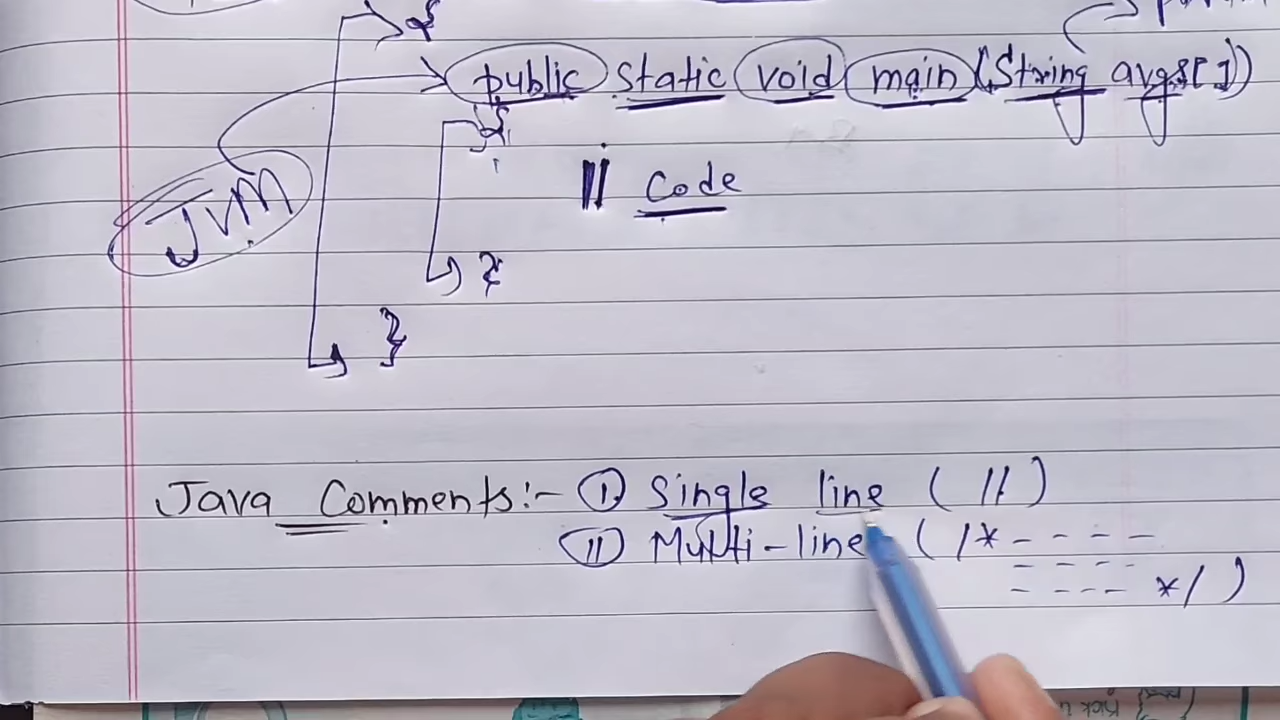 {
public static void main (String args[])
{
// Code
JVM
}
}
Java Comments:- (I) Single line ( // )
(II) Multi-line ( /* - - - -
- - - -
- - - - */ )